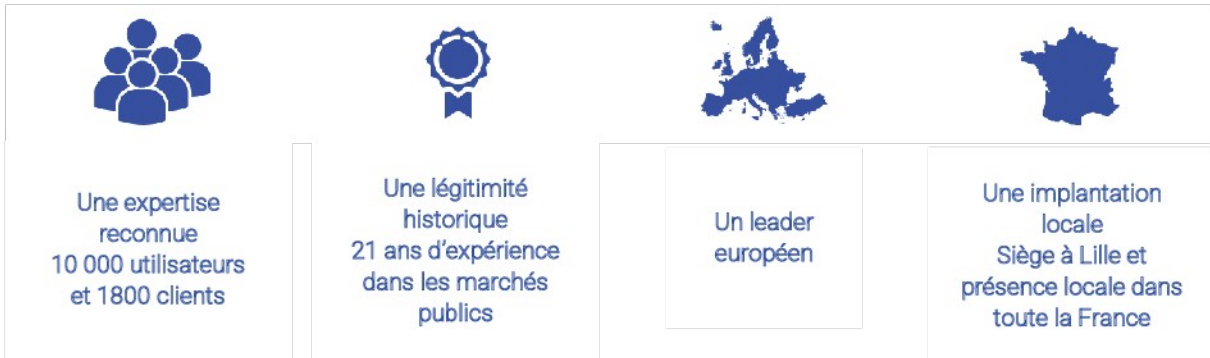 Une expertise
reconnue
10 000 utilisateurs
et 1800 clients
Une légitimité
historique
21 ans d'expérience
dans les marchés
publics
Un leader
européen
Une implantation
locale
Siège à Lille et
présence locale dans
toute la France